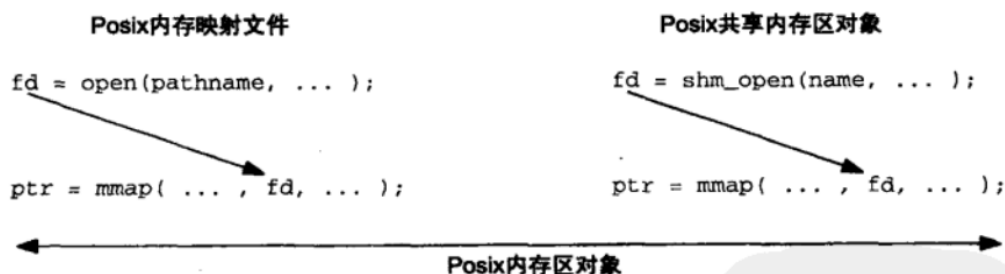 Posix内存映射文件
Posix共享内存区对象
fd = open(pathname, ... );
fd = shm_open(name, ... );
ptr = mmap( ... , fd, ... );
ptr = mmap( ... , fd, ... );
Posix内存区对象